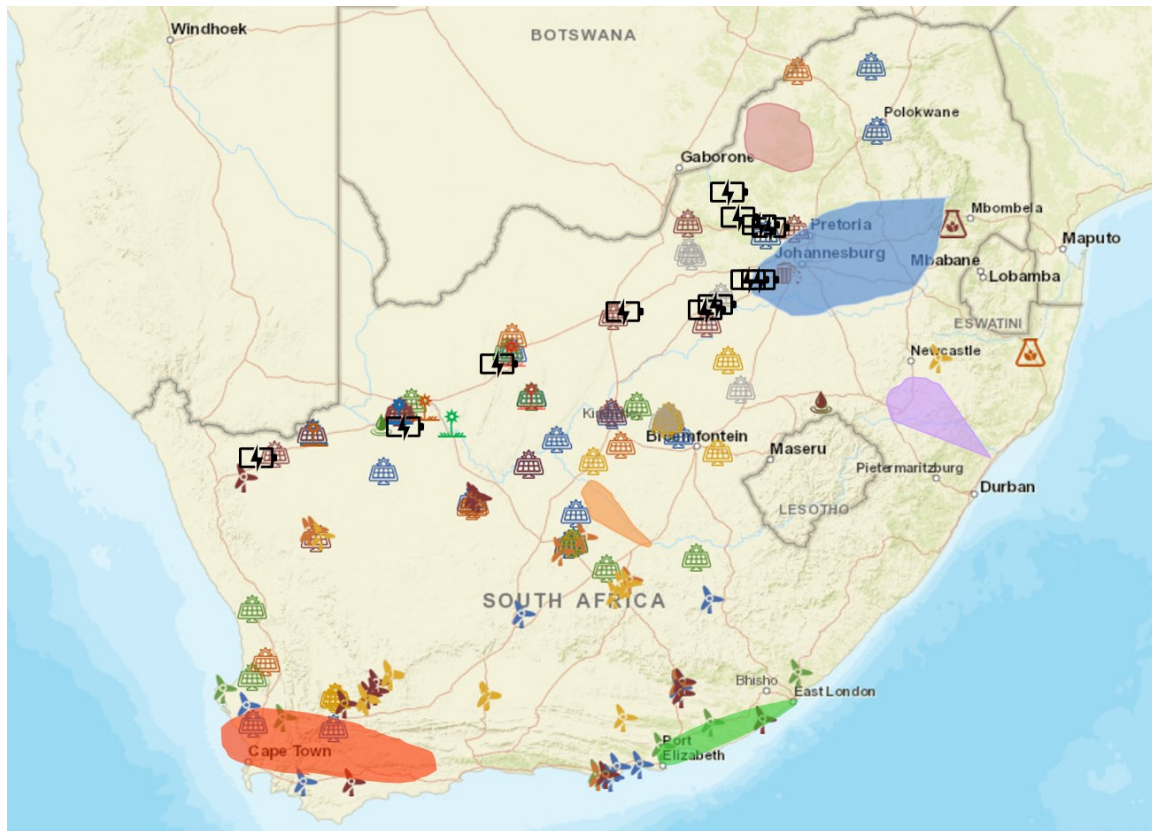 Windhoek
BOTSWANA
Polokwane
Gaborone
Mbombela
Pretoria
Maputo
Johannesburg
Mbabane
Lobamba
ESWATINI
Newcastle
Bloemfontein
Maseru
Pietermaritzburg
Durban
LESOTHO
SOUTH AFRICA
Bhisho
East London
Port
Elizabeth
Cape Town